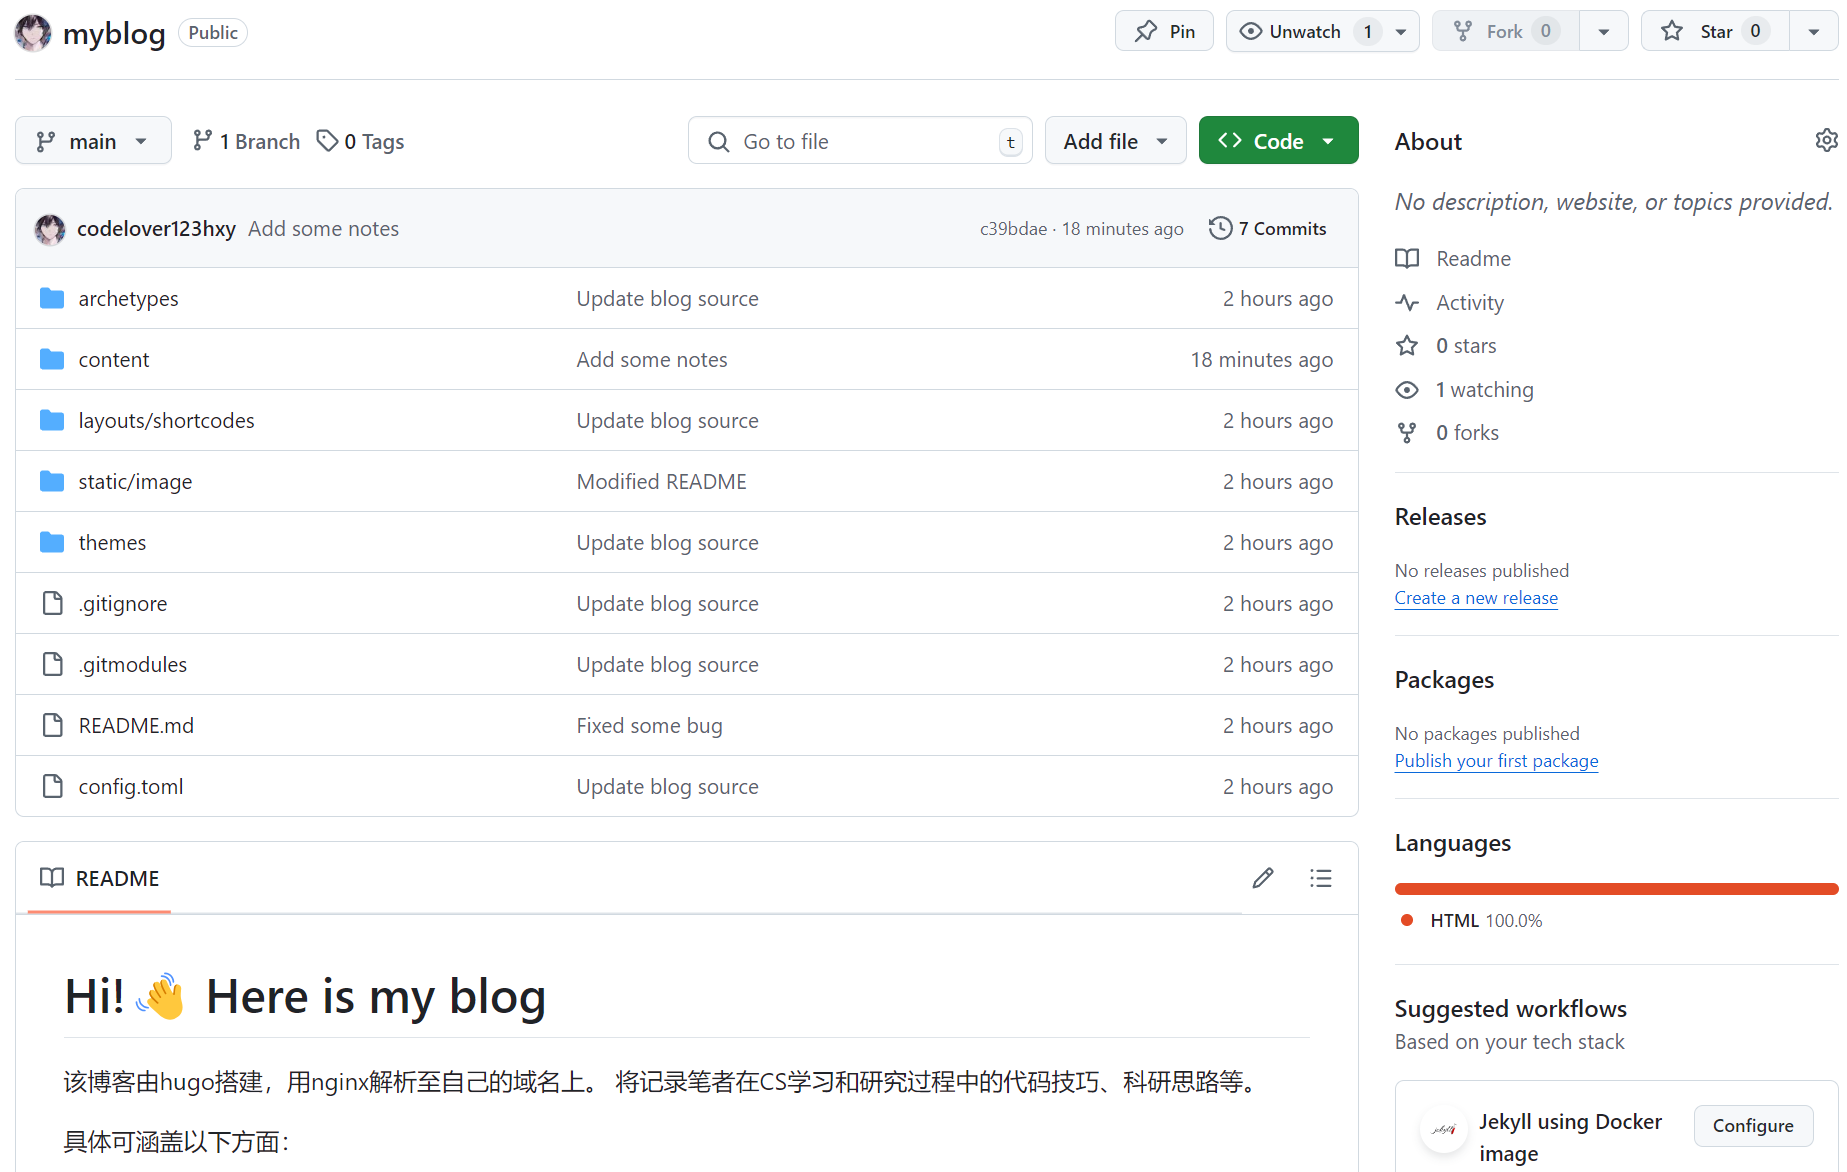 myblog Public Pin Unwatch 1 Fork 0 Star 0
main 1 Branch 0 Tags Go to file t Add file Code
codelover123hxy Add some notes c39bdae · 18 minutes ago 7 Commits
archetypes Update blog source 2 hours ago
content Add some notes 18 minutes ago
layouts/shortcodes Update blog source 2 hours ago
static/image Modified README 2 hours ago
themes Update blog source 2 hours ago
.gitignore Update blog source 2 hours ago
.gitmodules Update blog source 2 hours ago
README.md Fixed some bug 2 hours ago
config.toml Update blog source 2 hours ago
README
Hi! 👋 Here is my blog
该博客由hugo搭建，用nginx解析至自己的域名上。 将记录笔者在CS学习和研究过程中的代码技巧、科研思路等。
具体可涵盖以下方面：
About
No description, website, or topics provided.
Readme
Activity
0 stars
1 watching
0 forks
Releases
No releases published
Create a new release
Packages
No packages published
Publish your first package
Languages
HTML 100.0%
Suggested workflows
Based on your tech stack
jekyll
Jekyll using Docker
image
Configure